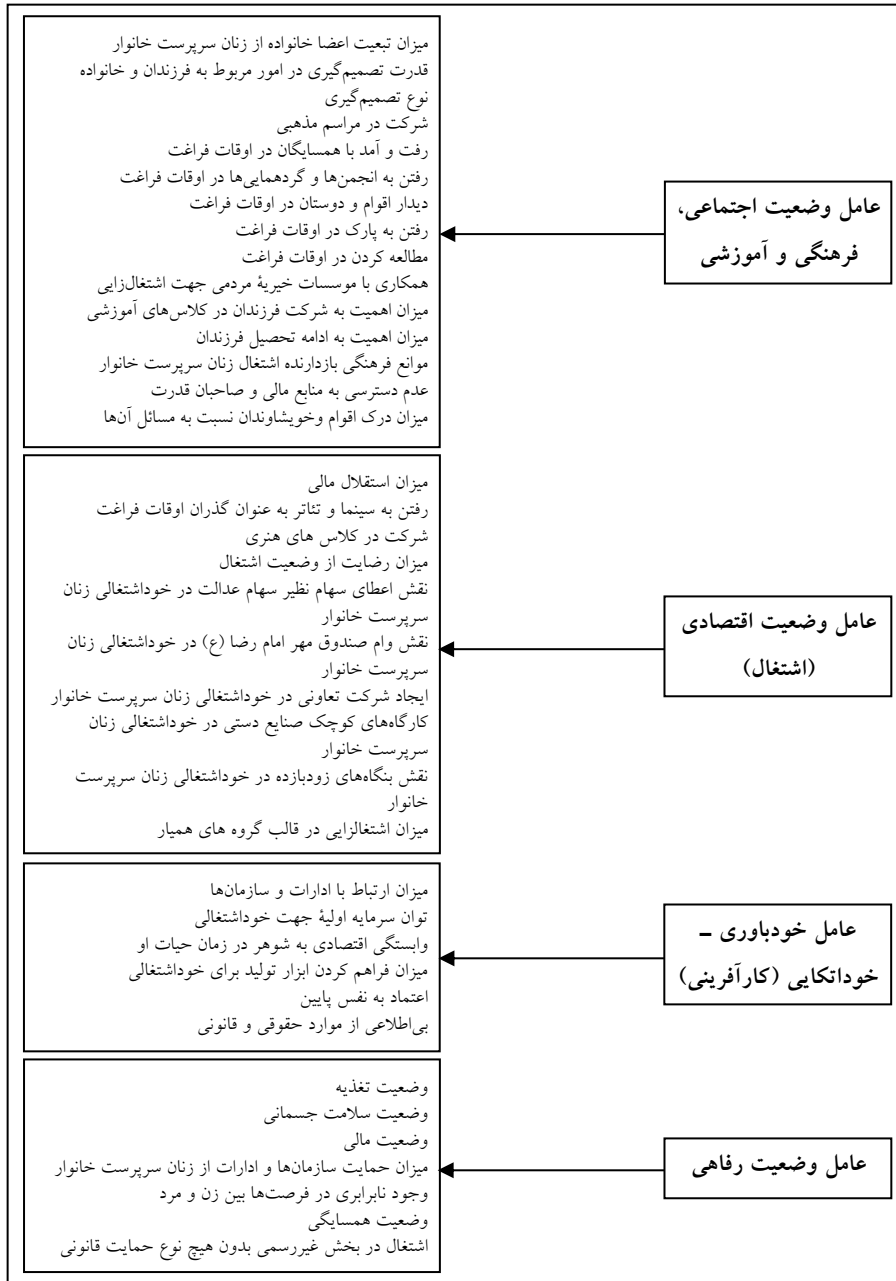 عامل وضعیت اجتماعی،
فرهنگی و آموزشی
میزان تبعیت اعضا خانواده از زنان سرپرست خانوار
قدرت تصمیم‌گیری در امور مربوط به فرزندان و خانواده
نوع تصمیم‌گیری
شرکت در مراسم مذهبی
رفت و آمد با همسایگان در اوقات فراغت
رفتن به انجمن‌ها و گردهمایی‌ها در اوقات فراغت
دیدار اقوام و دوستان در اوقات فراغت
رفتن به پارک در اوقات فراغت
مطالعه کردن در اوقات فراغت
همکاری با موسسات خیریۀ مردمی جهت اشتغال‌زایی
میزان اهمیت به شرکت فرزندان در کلاس‌های آموزشی
میزان اهمیت به ادامه تحصیل فرزندان
موانع فرهنگی بازدارنده اشتغال زنان سرپرست خانوار
عدم دسترسی به منابع مالی و صاحبان قدرت
میزان درک اقوام وخویشاوندان نسبت به مسائل آن‌ها
عامل وضعیت اقتصادی
(اشتغال)
میزان استقلال مالی
رفتن به سینما و تئاتر به عنوان گذران اوقات فراغت
شرکت در کلاس های هنری
میزان رضایت از وضعیت اشتغال
نقش اعطای سهام نظیر سهام عدالت در خوداشتغالی زنان
سرپرست خانوار
نقش وام صندوق مهر امام رضا (ع) در خوداشتغالی زنان
سرپرست خانوار
ایجاد شرکت تعاونی در خوداشتغالی زنان سرپرست خانوار
کارگاه‌های کوچک صنایع دستی در خوداشتغالی زنان
سرپرست خانوار
نقش بنگاه‌های زودبازده در خوداشتغالی زنان سرپرست
خانوار
میزان اشتغالزایی در قالب گروه های همیار
عامل خودباوری ـ
خوداتکایی (کارآفرینی)
میزان ارتباط با ادارات و سازمان‌ها
توان سرمایه اولیۀ جهت خوداشتغالی
وابستگی اقتصادی به شوهر در زمان حیات او
میزان فراهم کردن ابزار تولید برای خوداشتغالی
اعتماد به نفس پایین
بی‌اطلاعی از موارد حقوقی و قانونی
عامل وضعیت رفاهی
وضعیت تغذیه
وضعیت سلامت جسمانی
وضعیت مالی
میزان حمایت سازمان‌ها و ادارات از زنان سرپرست خانوار
وجود نابرابری در فرصت‌ها بین زن و مرد
وضعیت همسایگی
اشتغال در بخش غیررسمی بدون هیچ نوع حمایت قانونی